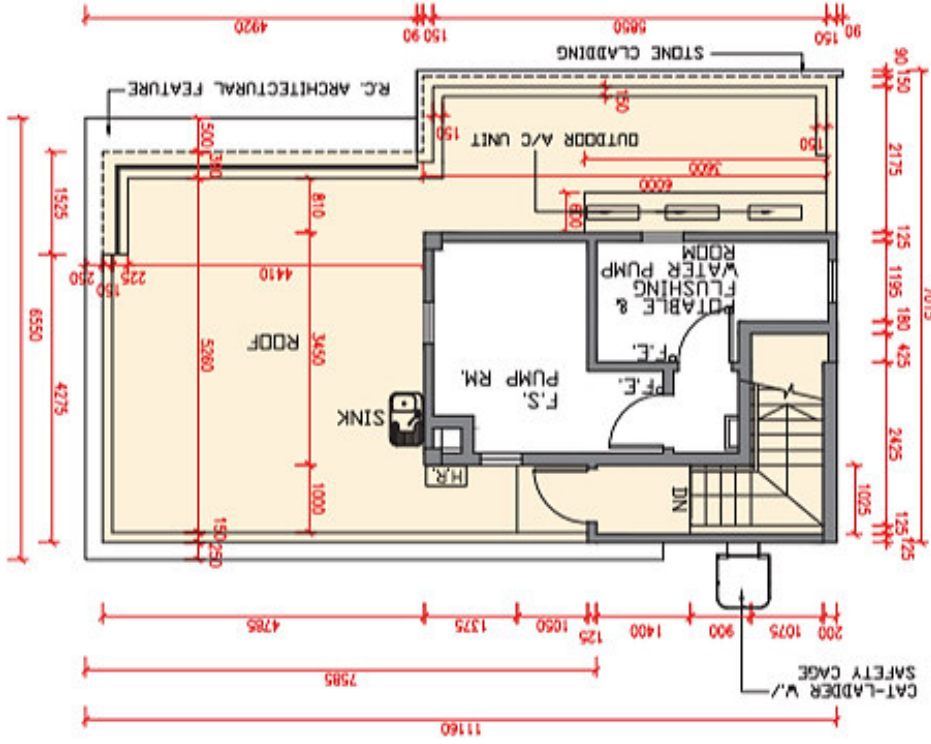 11160
CAT-LADDER W./
SAFETY CAGE
7585
200
1075
900
1400
125
1050
1375
4785
125
125
2425
425
180
1195
125
2175
150
90
1025
DN
H.R.
1000
150
250
SINK
F.S.
PUMP RM.
F.E.
F.E.
POTABLE &
FLUSHING
WATER PUMP
ROOM
ROOF
3450
5260
4275
6550
4410
225
150
250
600
6000
3600
810
1525
OUTDOOR A/C UNIT
150
150
150
500
R.C. ARCHITECTURAL FEATURE
STONE CLADDING
90
150
5850
150
90
4920